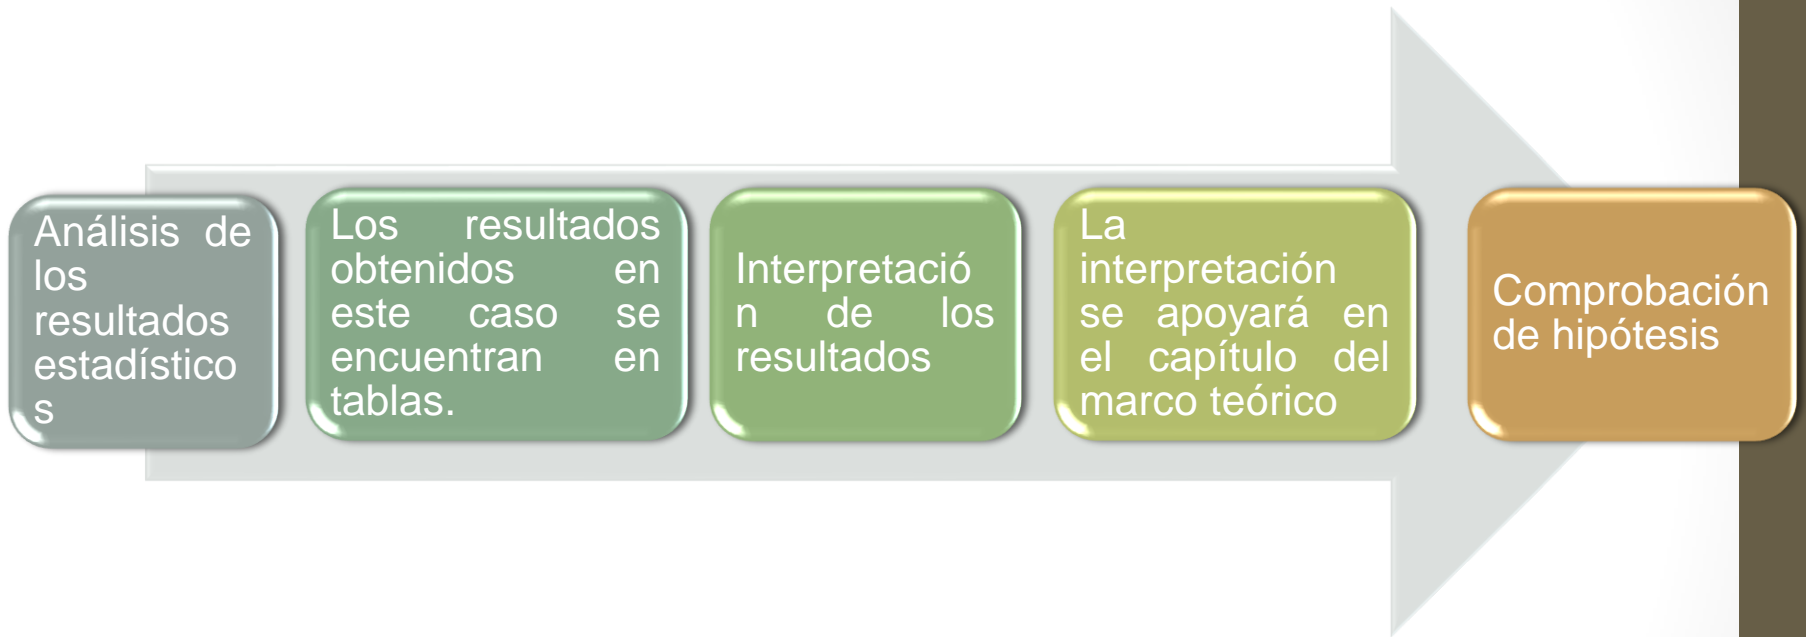 Análisis de
los
resultados
estadístico
s
Los resultados
obtenidos en
este caso se
encuentran en
tablas.
Interpretació
n de los
resultados
La
interpretación
se apoyará en
el capítulo del
marco teórico
Comprobación
de hipótesis